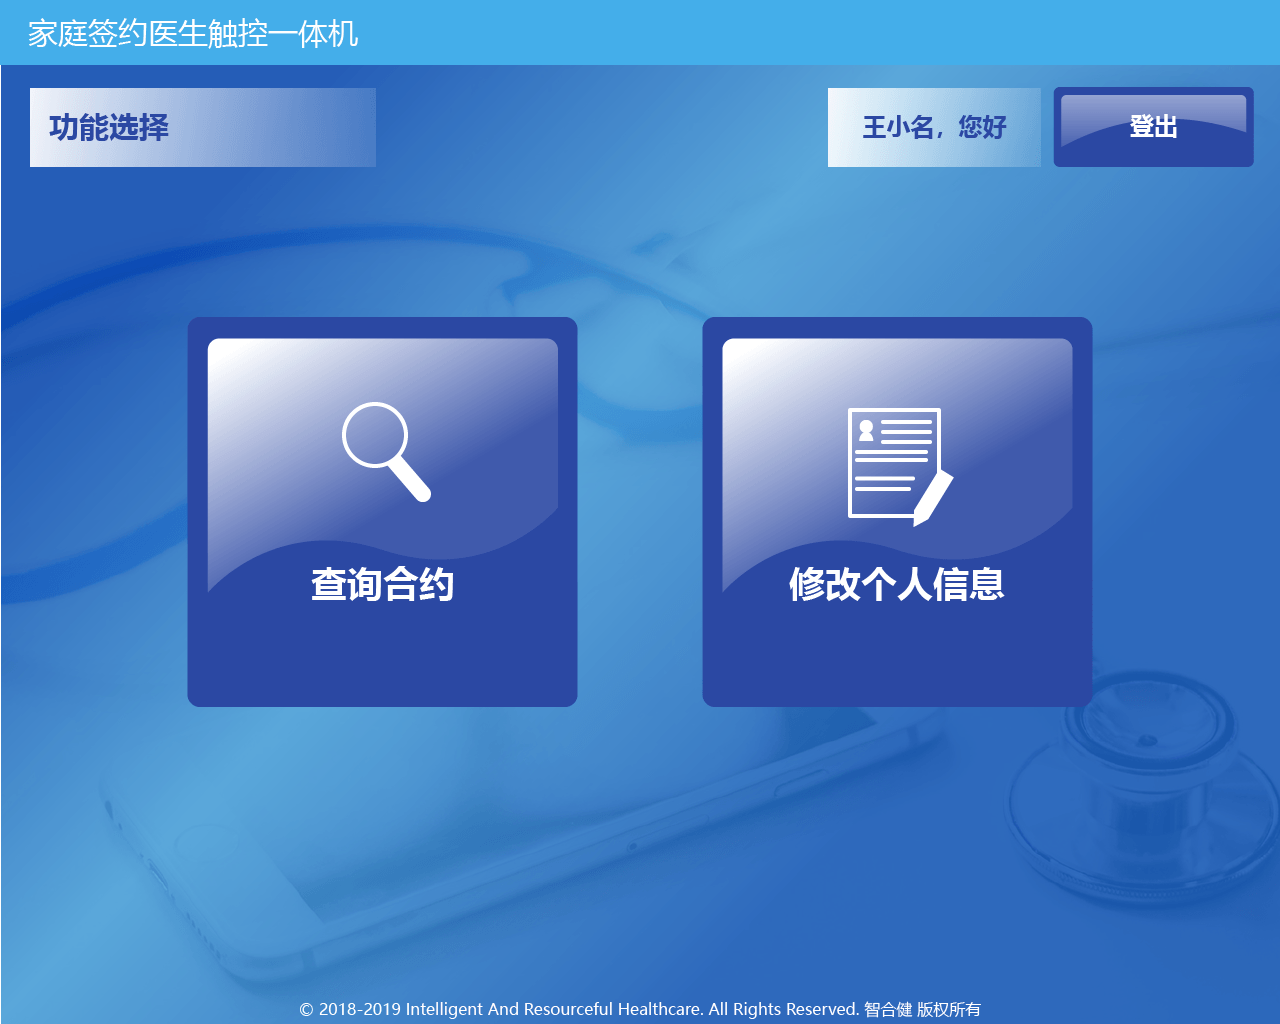 家庭签约医生触控一体机
功能选择
王小名，您好
登出
查询合约
修改个人信息
© 2018-2019 Intelligent And Resourceful Healthcare. All Rights Reserved. 智合健 版权所有